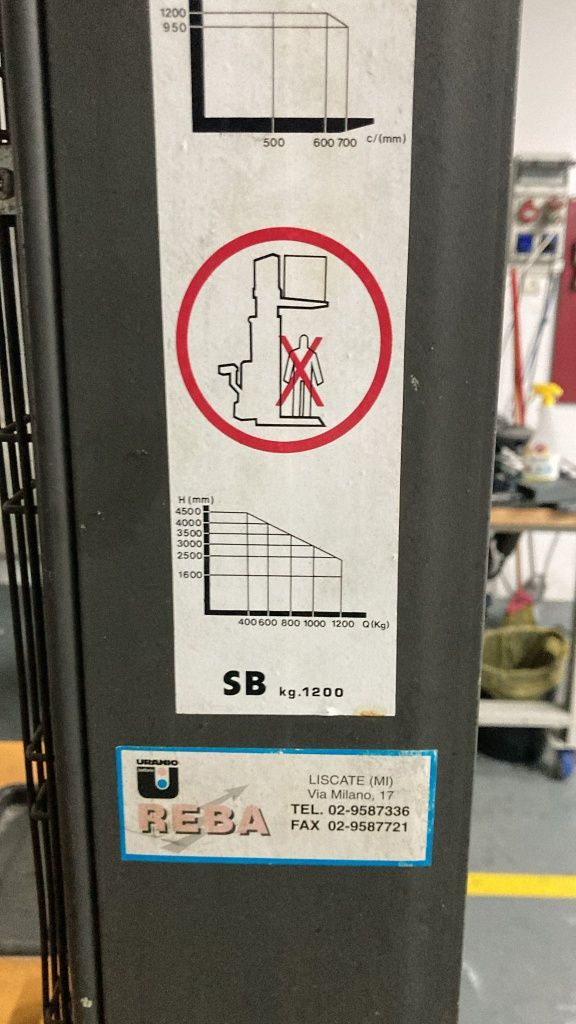 1200
950
500 600 700 c/(mm)
H (mm)
4500
4000
3500
3000
2500
1600
400 600 800 1000 1200 Q(Kg)
SB kg.1200
URANIO
U
REBA
LISCATE (MI)
Via Milano, 17
TEL. 02-9587336
FAX 02-9587721